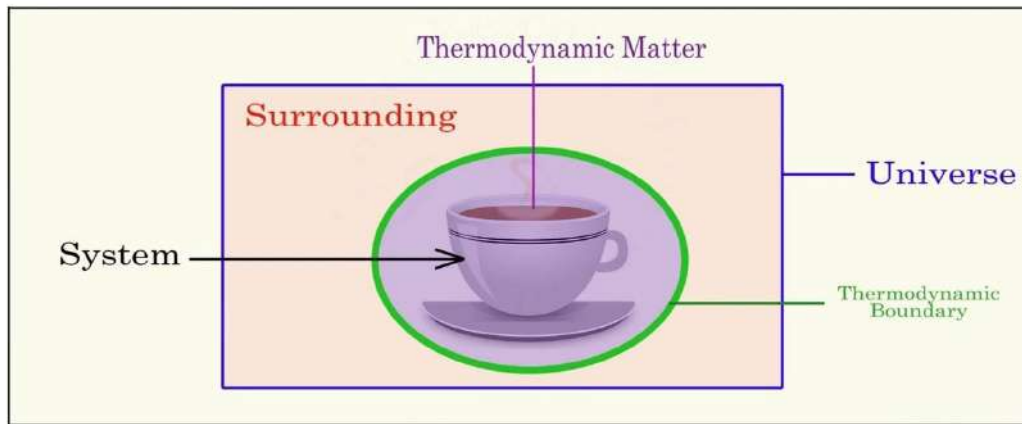 Thermodynamic Matter
Surrounding
Universe
System
Thermodynamic
Boundary